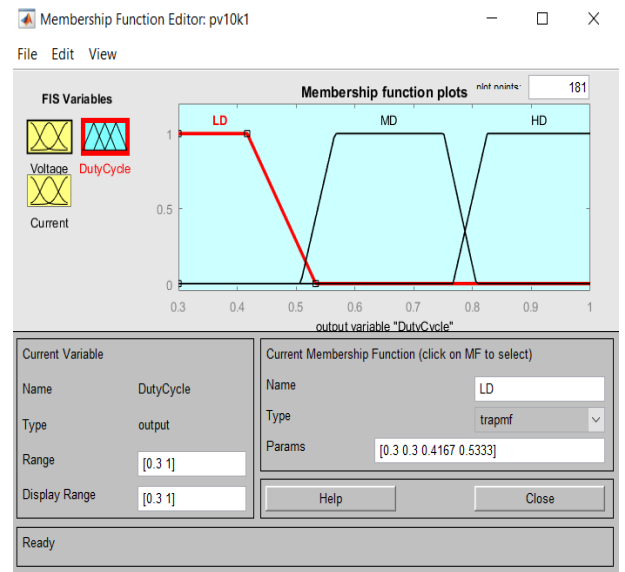 Membership Function Editor: pv10k1
File Edit View
FIS Variables
Voltage DutyCycle
Current
Membership function plots plot points: 181
LD MD HD
1
0.5
0
0.3 0.4 0.5 0.6 0.7 0.8 0.9 1
output variable "DutyCycle"
Current Variable
Name DutyCycle
Type output
Range [0.3 1]
Display Range [0.3 1]
Current Membership Function (click on MF to select)
Name LD
Type trapmf
Params [0.3 0.3 0.4167 0.5333]
Help Close
Ready